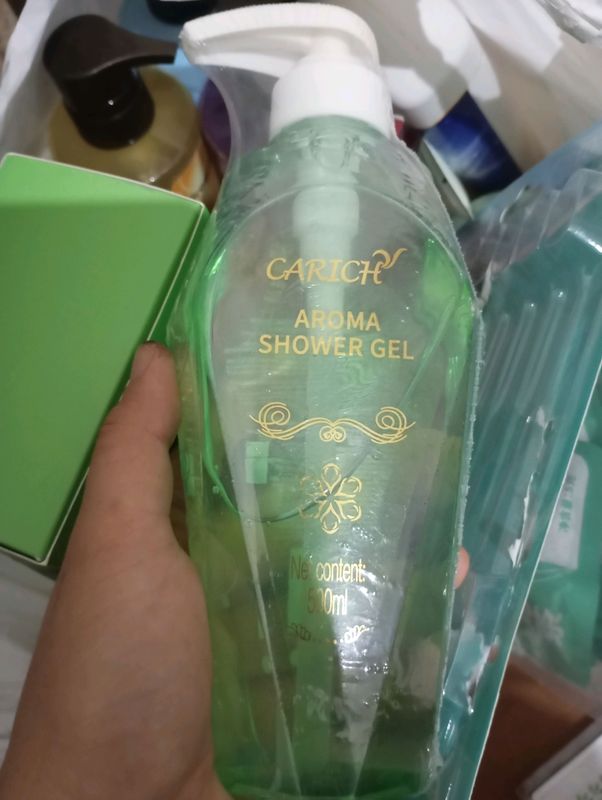 CARICH
AROMA
SHOWER GEL
Net content:
500ml